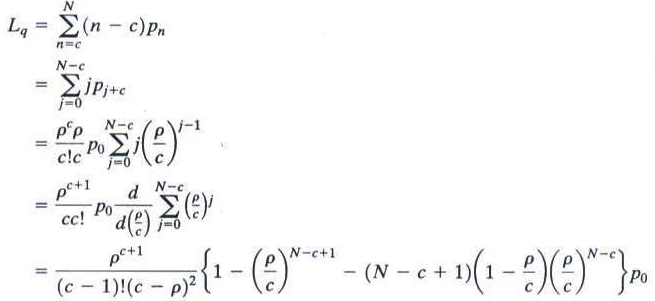 L_q = \sum_{n=c}^{N} (n - c)p_n
= \sum_{j=0}^{N-c} jp_{j+c}
= \frac{\rho^c \rho}{c!c} p_0 \sum_{j=0}^{N-c} j\left(\frac{\rho}{c}\right)^{j-1}
= \frac{\rho^{c+1}}{cc!} p_0 \frac{d}{d\left(\frac{\rho}{c}\right)} \sum_{j=0}^{N-c} \left(\frac{\rho}{c}\right)^j
= \frac{\rho^{c+1}}{(c - 1)!(c - \rho)^2} \left\{1 - \left(\frac{\rho}{c}\right)^{N-c+1} - (N - c + 1)\left(1 - \frac{\rho}{c}\right)\left(\frac{\rho}{c}\right)^{N-c}\right\}p_0